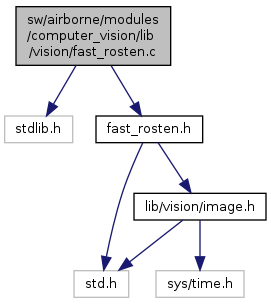 sw/airborne/modules
/computer_vision/lib
/vision/fast_rosten.c
stdlib.h
fast_rosten.h
lib/vision/image.h
std.h
sys/time.h